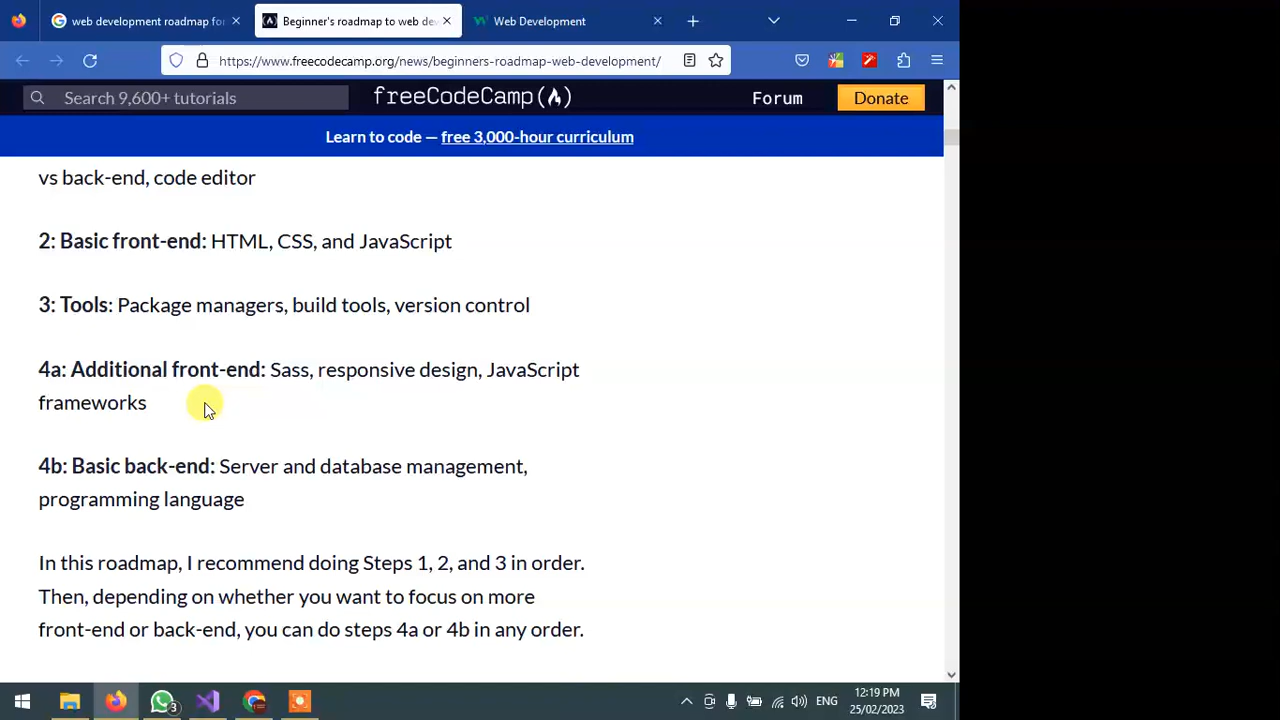 web development roadmap for
Beginner's roadmap to web dev
Web Development
https://www.freecodecamp.org/news/beginners-roadmap-web-development/
Search 9,600+ tutorials
freeCodeCamp
Forum
Donate
Learn to code — free 3,000-hour curriculum
vs back-end, code editor
2: Basic front-end: HTML, CSS, and JavaScript
3: Tools: Package managers, build tools, version control
4a: Additional front-end: Sass, responsive design, JavaScript
frameworks
4b: Basic back-end: Server and database management,
programming language
In this roadmap, I recommend doing Steps 1, 2, and 3 in order.
Then, depending on whether you want to focus on more
front-end or back-end, you can do steps 4a or 4b in any order.
3
ENG
12:19 PM
25/02/2023